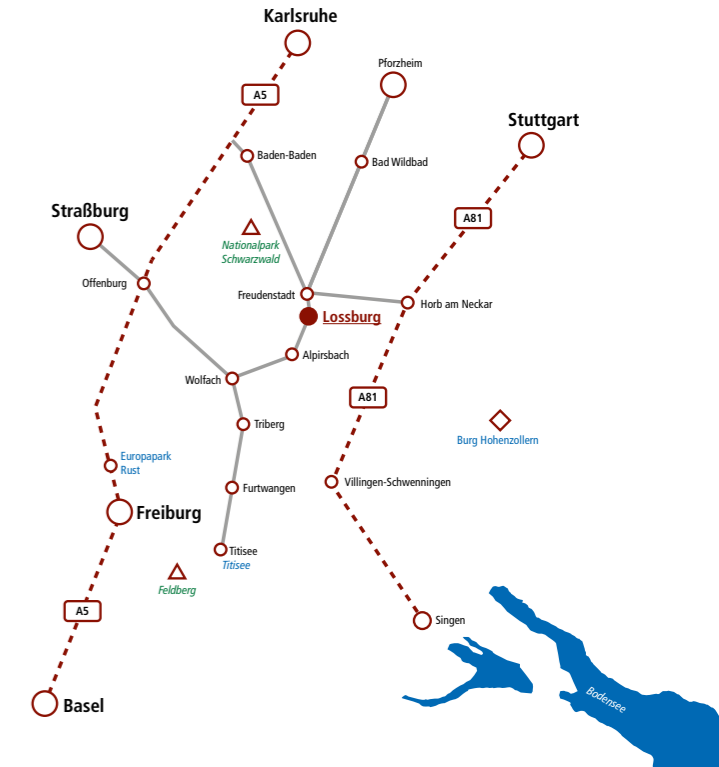 Karlsruhe
Pforzheim
A5
Stuttgart
Baden-Baden
Bad Wildbad
Straßburg
A81
Nationalpark
Schwarzwald
Offenburg
Freudenstadt
Horb am Neckar
Lossburg
Alpirsbach
Wolfach
A81
Triberg
Burg Hohenzollern
Europapark
Rust
Villingen-Schwenningen
Furtwangen
Freiburg
Titisee
Titisee
Feldberg
A5
Singen
Bodensee
Basel